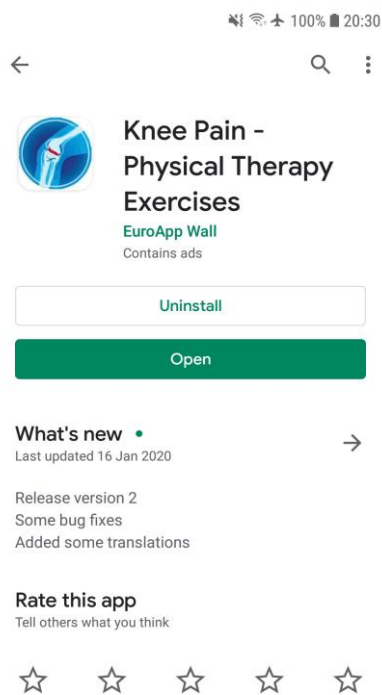 100% 20:30
Knee Pain -
Physical Therapy
Exercises
EuroApp Wall
Contains ads
Uninstall
Open
What's new
Last updated 16 Jan 2020
Release version 2
Some bug fixes
Added some translations
Rate this app
Tell others what you think